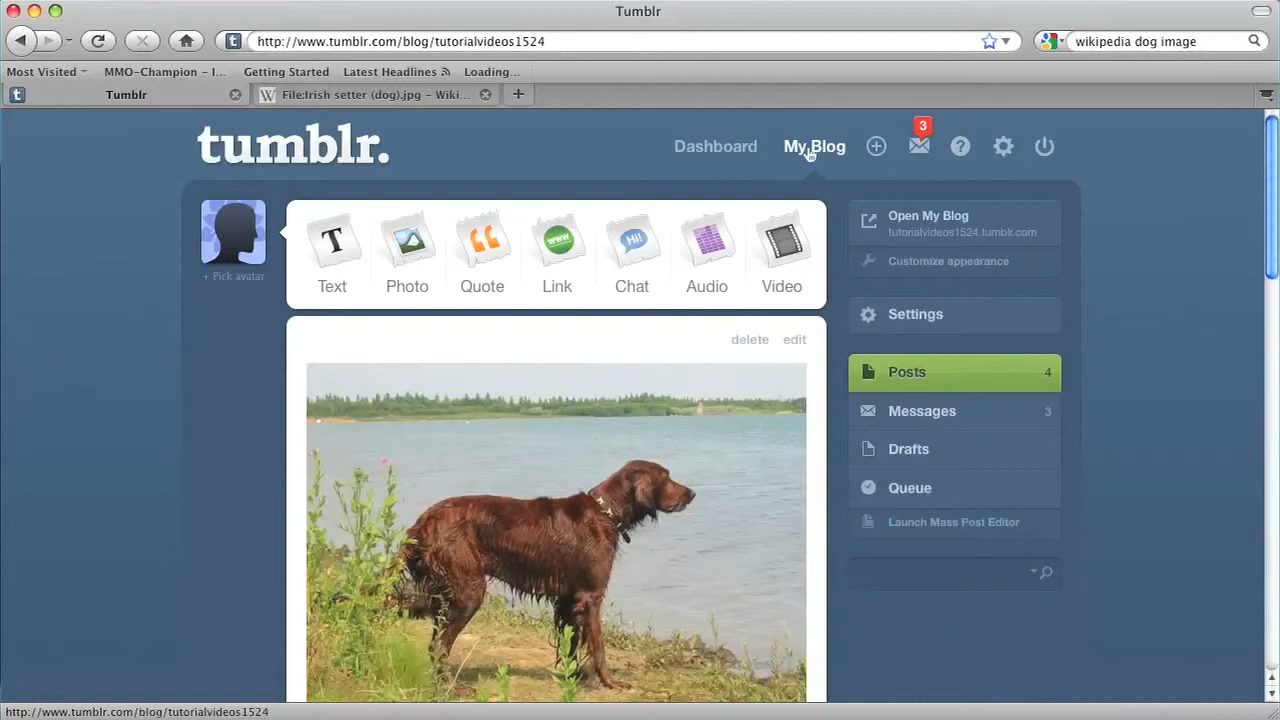 Tumblr
http://www.tumblr.com/blog/tutorialvideos1524
wikipedia dog image
Most Visited
MMO-Champion – I...
Getting Started
Latest Headlines
Loading...
Tumblr
File:Irish setter (dog).jpg – Wiki...
tumblr.
Dashboard
My Blog
3
+ Pick avatar
T
www
Hi!
Text
Photo
Quote
Link
Chat
Audio
Video
Open My Blog
tutorialvideos1524.tumblr.com
Customize appearance
delete edit
Settings
Posts 4
Messages 3
Drafts
Queue
Launch Mass Post Editor
http://www.tumblr.com/blog/tutorialvideos1524